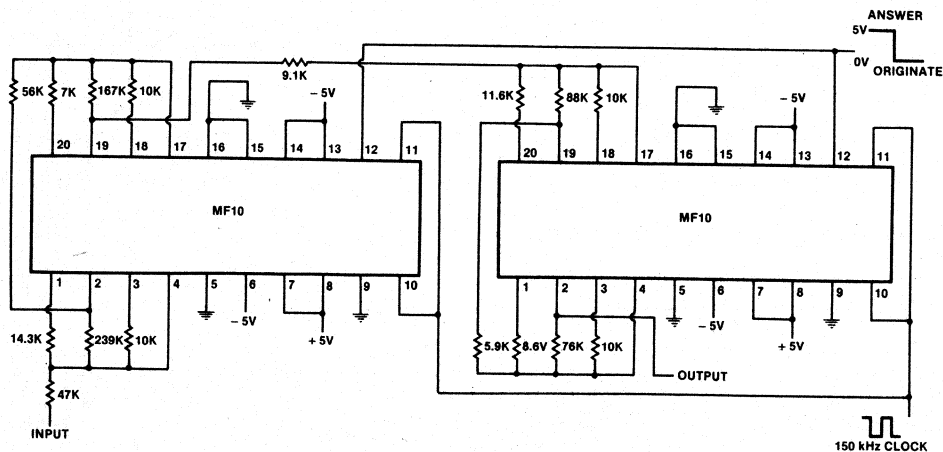 ANSWER
5V
0V
ORIGINATE
9.1K
56K 7K 167K 10K
11.6K 88K 10K
– 5V
– 5V
20 19 18 17 16 15 14 13 12 11
20 19 18 17 16 15 14 13 12 11
MF10
MF10
1 2 3 4 5 6 7 8 9 10
1 2 3 4 5 6 7 8 9 10
– 5V
+ 5V
–5V
+ 5V
14.3K 239K 10K
5.9K 8.6V 76K 10K
OUTPUT
47K
INPUT
150 kHz CLOCK